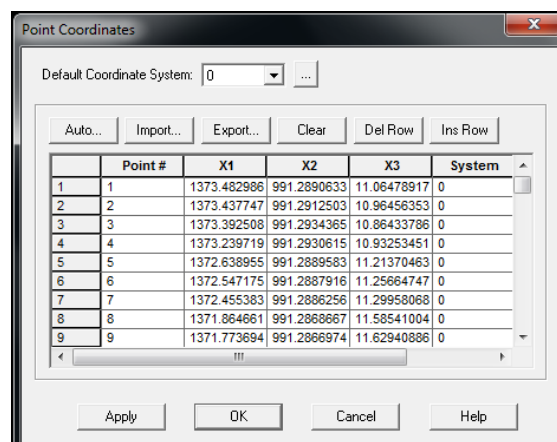 Point Coordinates
Default Coordinate System: 0 ...
Auto... Import... Export... Clear Del Row Ins Row
Point # X1 X2 X3 System
1 1 1373.482986 991.2890633 11.06478917 0
2 2 1373.437747 991.2912503 10.96456353 0
3 3 1373.392508 991.2934365 10.86433786 0
4 4 1373.239719 991.2930615 10.93253451 0
5 5 1372.638955 991.2889583 11.21370463 0
6 6 1372.547175 991.2887916 11.25664747 0
7 7 1372.455383 991.2886256 11.29958068 0
8 8 1371.864661 991.2868667 11.58541004 0
9 9 1371.773694 991.2866974 11.62940886 0
Apply OK Cancel Help